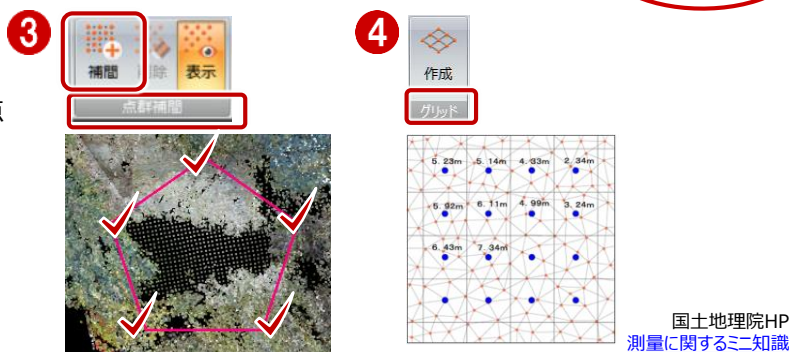 3
補間
削除
表示
点群補間
点
4
作成
グリッド
5. 23m
5. 14m
4. 33m
2. 34m
5. 92m
6. 11m
4. 99m
3. 24m
6. 43m
7. 34m
国土地理院HP
測量に関するミニ知識